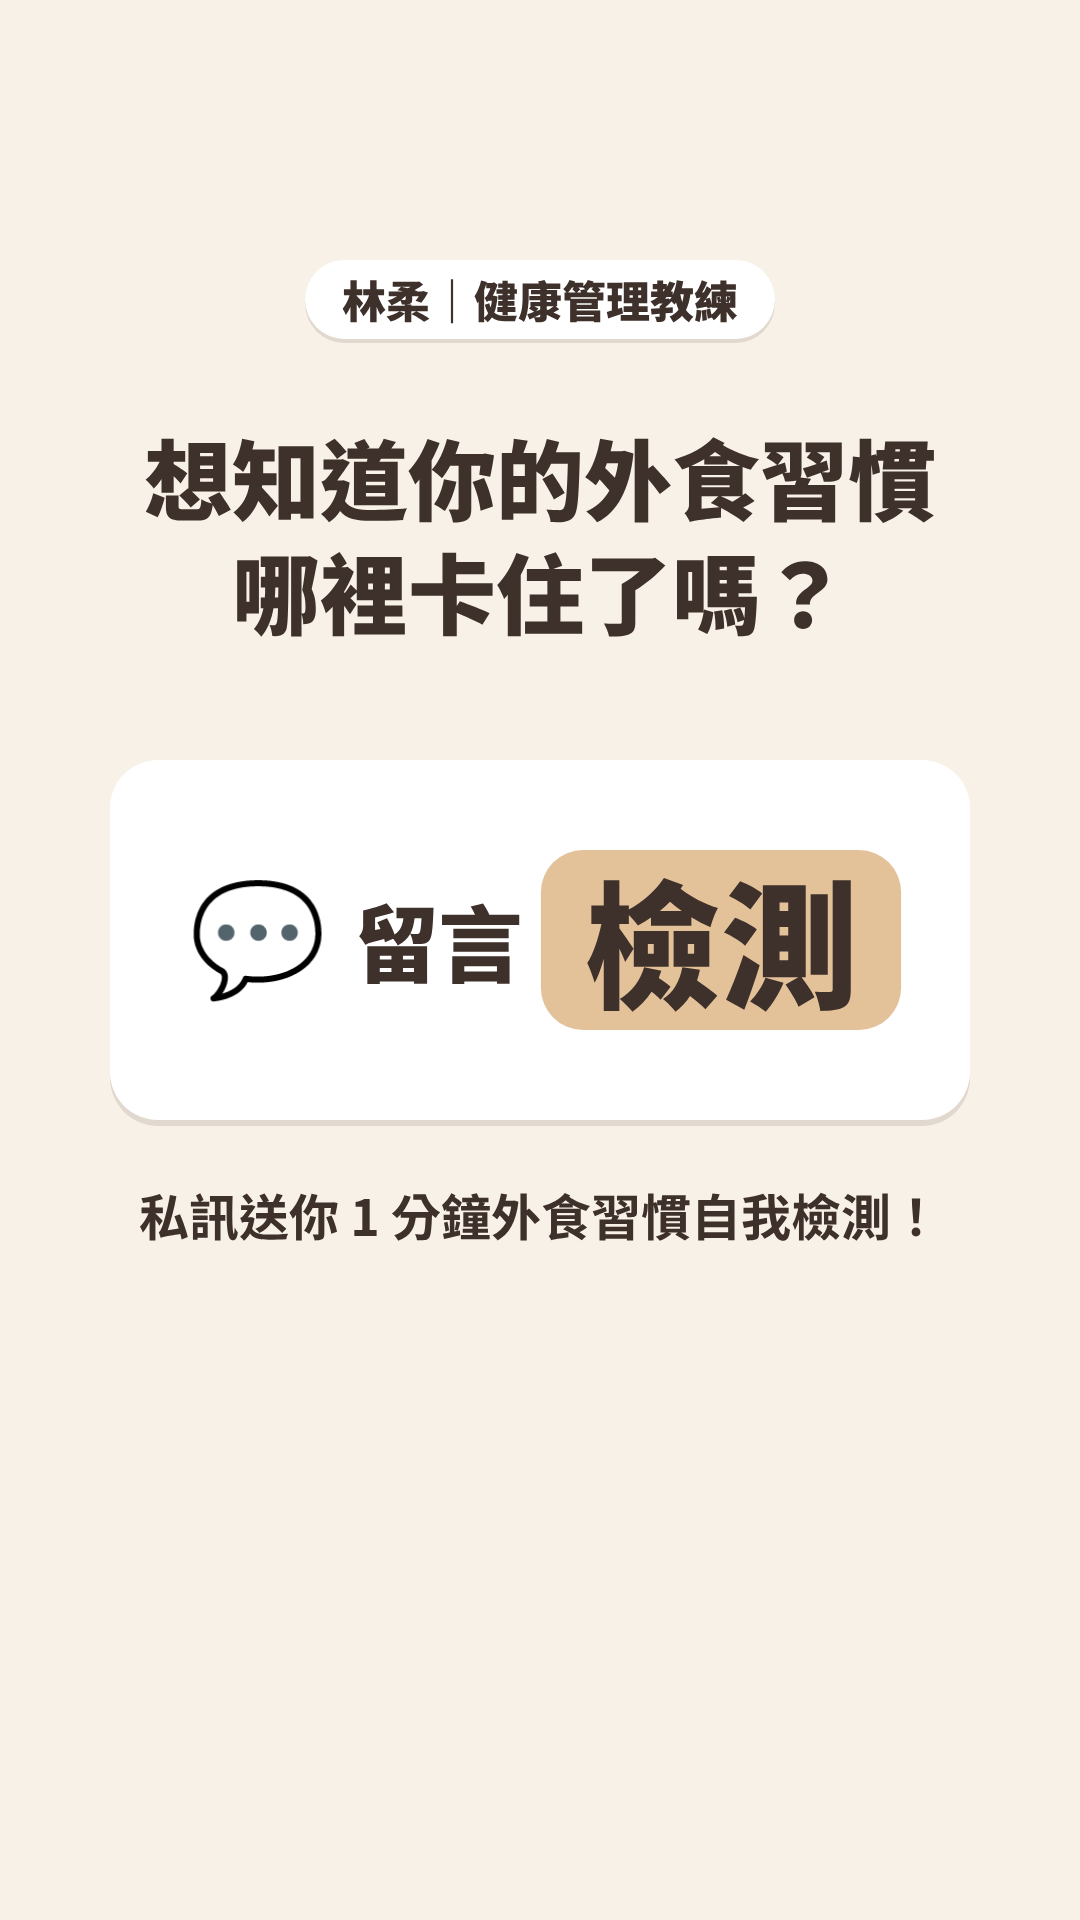 林柔｜健康管理教練
想知道你的外食習慣
哪裡卡住了嗎？
留言 檢測
私訊送你 1 分鐘外食習慣自我檢測！